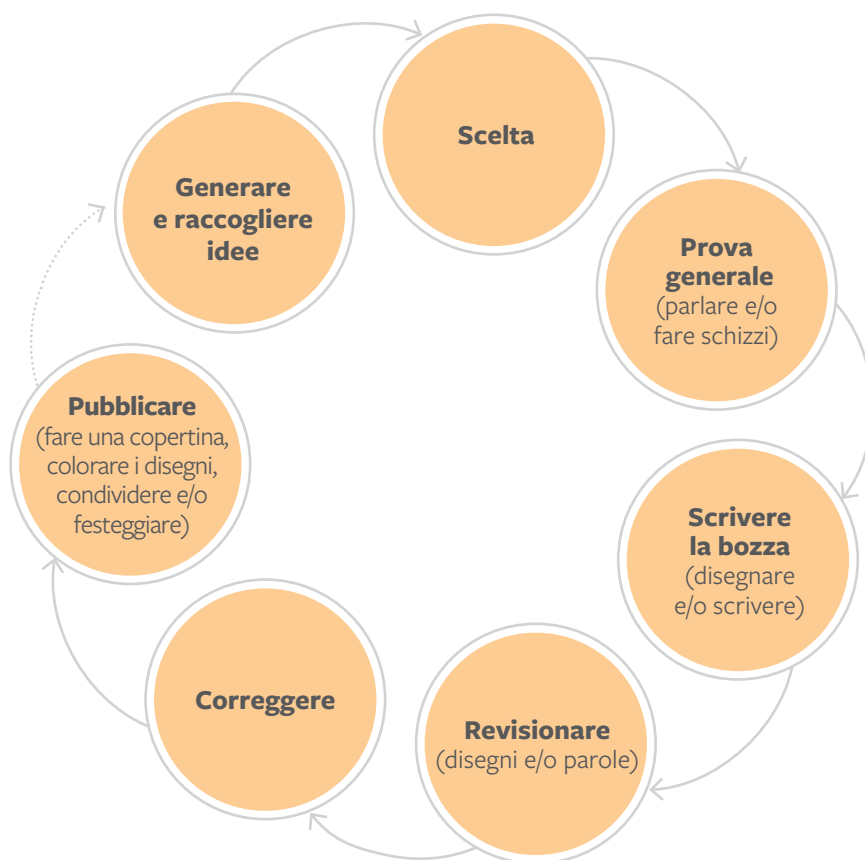 Generare
e raccogliere
idee
Scelta
Prova
generale
(parlare e/o
fare schizzi)
Scrivere
la bozza
(disegnare
e/o scrivere)
Revisionare
(disegni e/o parole)
Correggere
Pubblicare
(fare una copertina,
colorare i disegni,
condividere e/o
festeggiare)